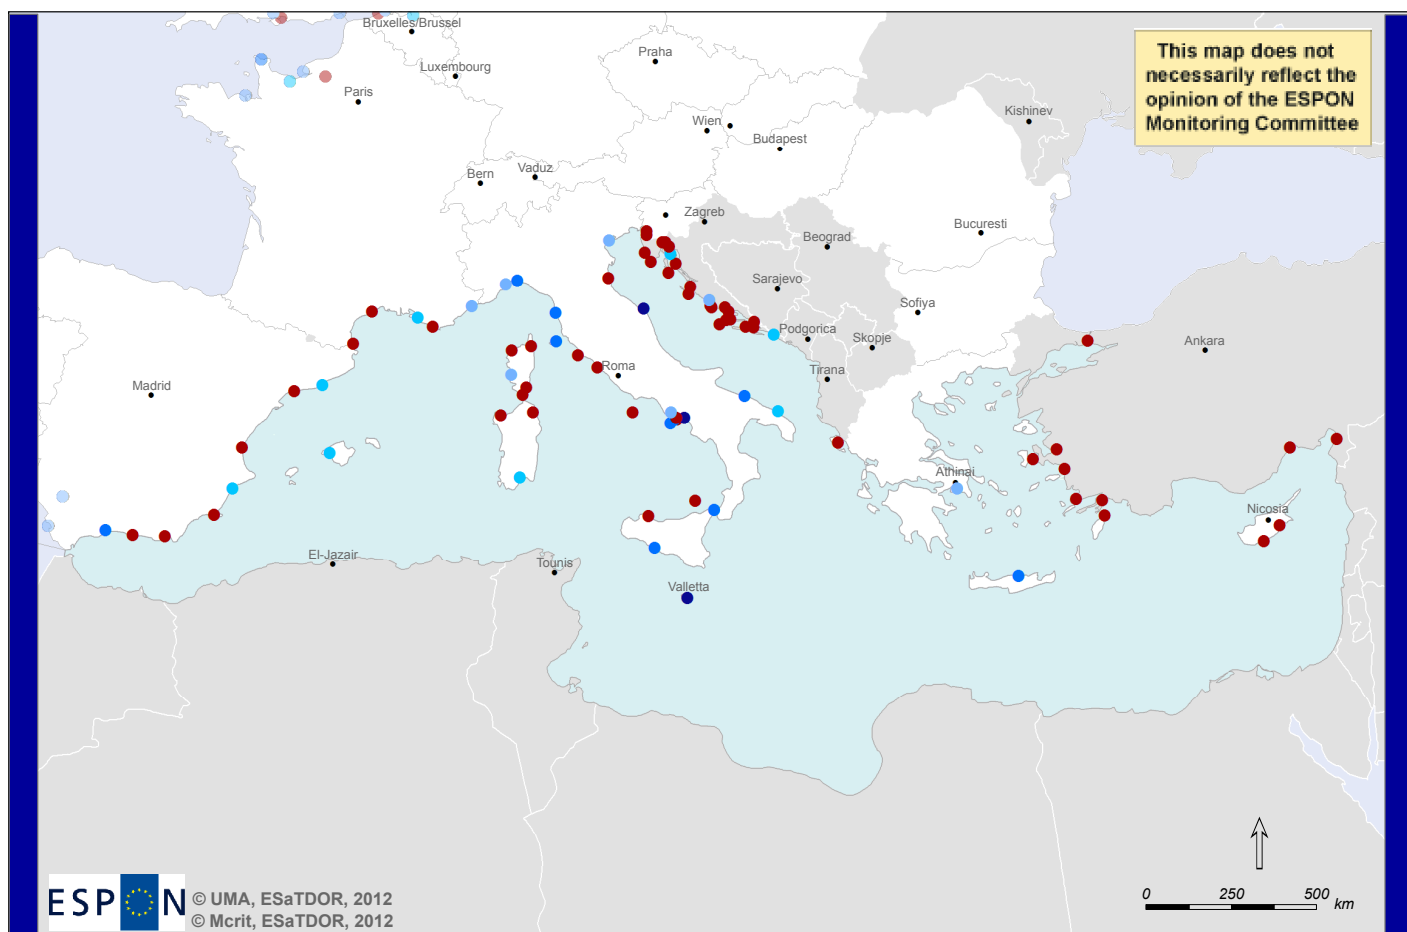 This map does not
necessarily reflect the
opinion of the ESPON
Monitoring Committee
Bruxelles/Brussel
Luxembourg
Paris
Praha
Wien
Budapest
Kishinev
Bern
Vaduz
Zagreb
Beograd
Bucuresti
Sarajevo
Sofiya
Podgorica
Skopje
Ankara
Tirana
Roma
Madrid
Athinai
Nicosia
El-Jazair
Tounis
Valletta
0 250 500
km
ESPON
© UMA, ESaTDOR, 2012
© Mcrit, ESaTDOR, 2012